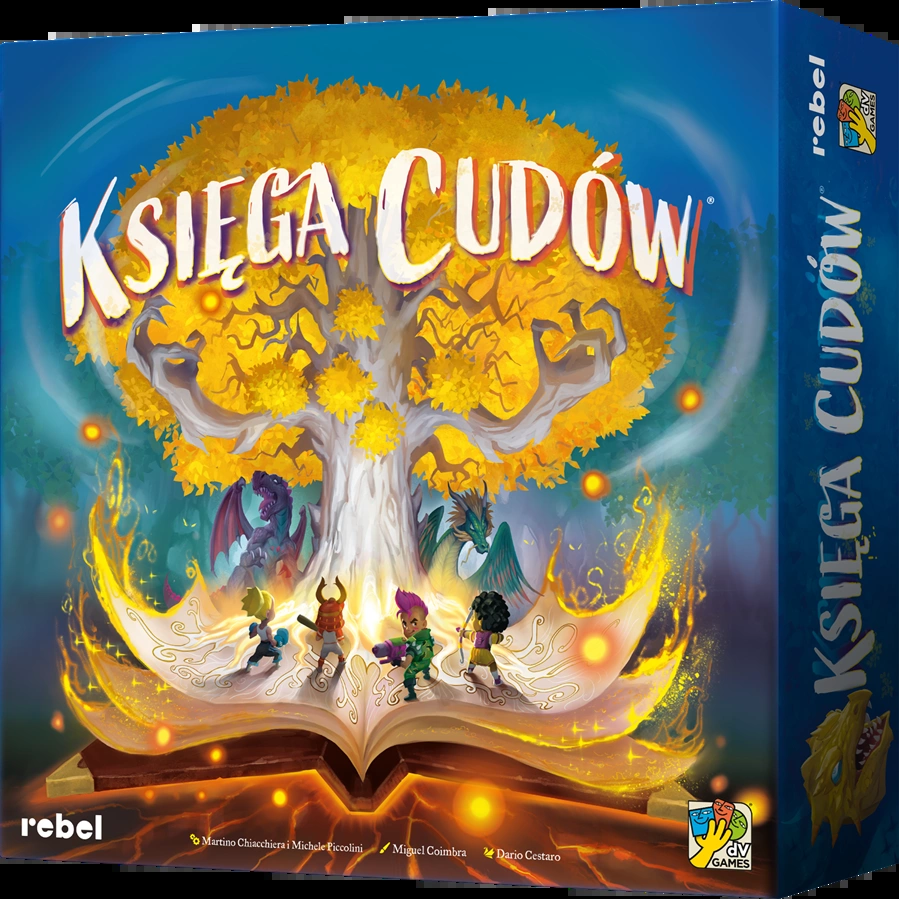 Księga Cudów®
rebel
Martino Chiacchiera i Michele Piccolini Miguel Coimbra Dario Cestaro
dV
GAMES
rebel
dV
GAMES
Księga Cudów®